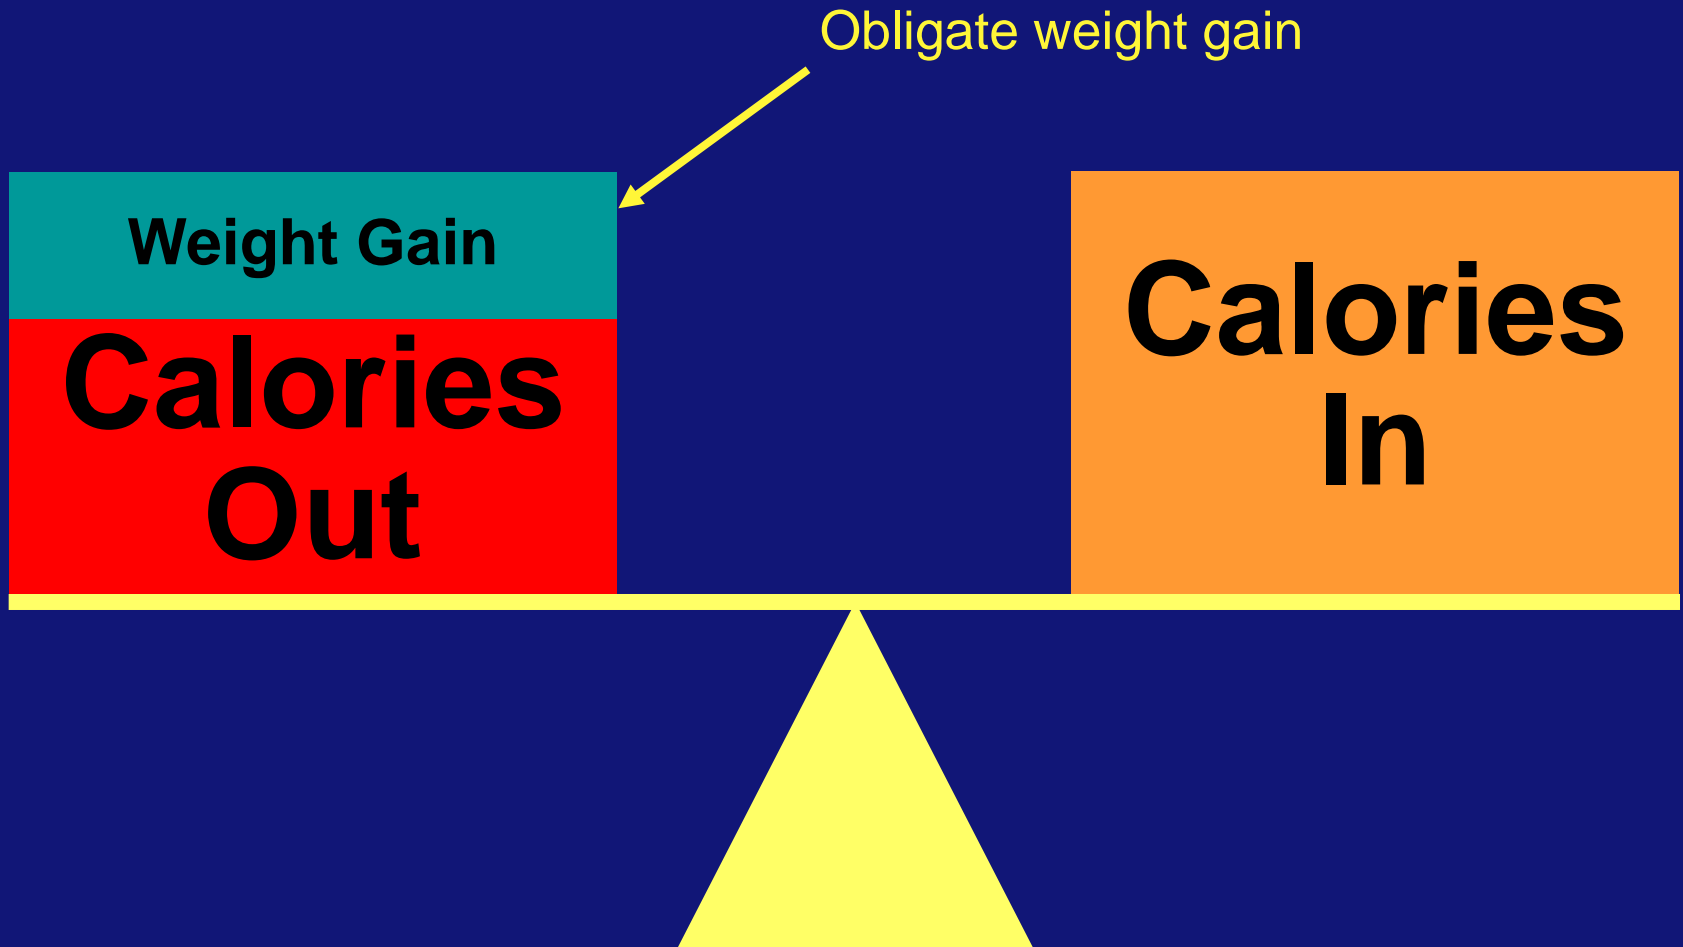 Obligate weight gain
Weight Gain
Calories
Out
Calories
In